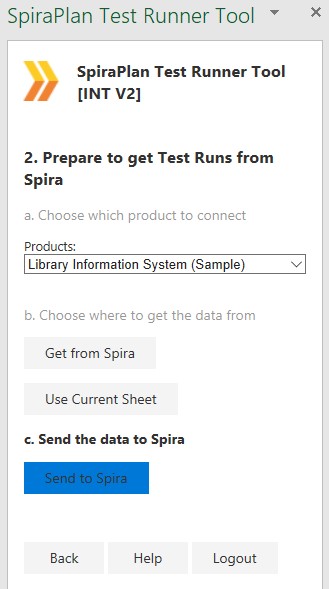 SpiraPlan Test Runner Tool
SpiraPlan Test Runner Tool
[INT V2]
2. Prepare to get Test Runs from
Spira
a. Choose which product to connect
Products:
Library Information System (Sample)
b. Choose where to get the data from
Get from Spira
Use Current Sheet
c. Send the data to Spira
Send to Spira
Back Help Logout